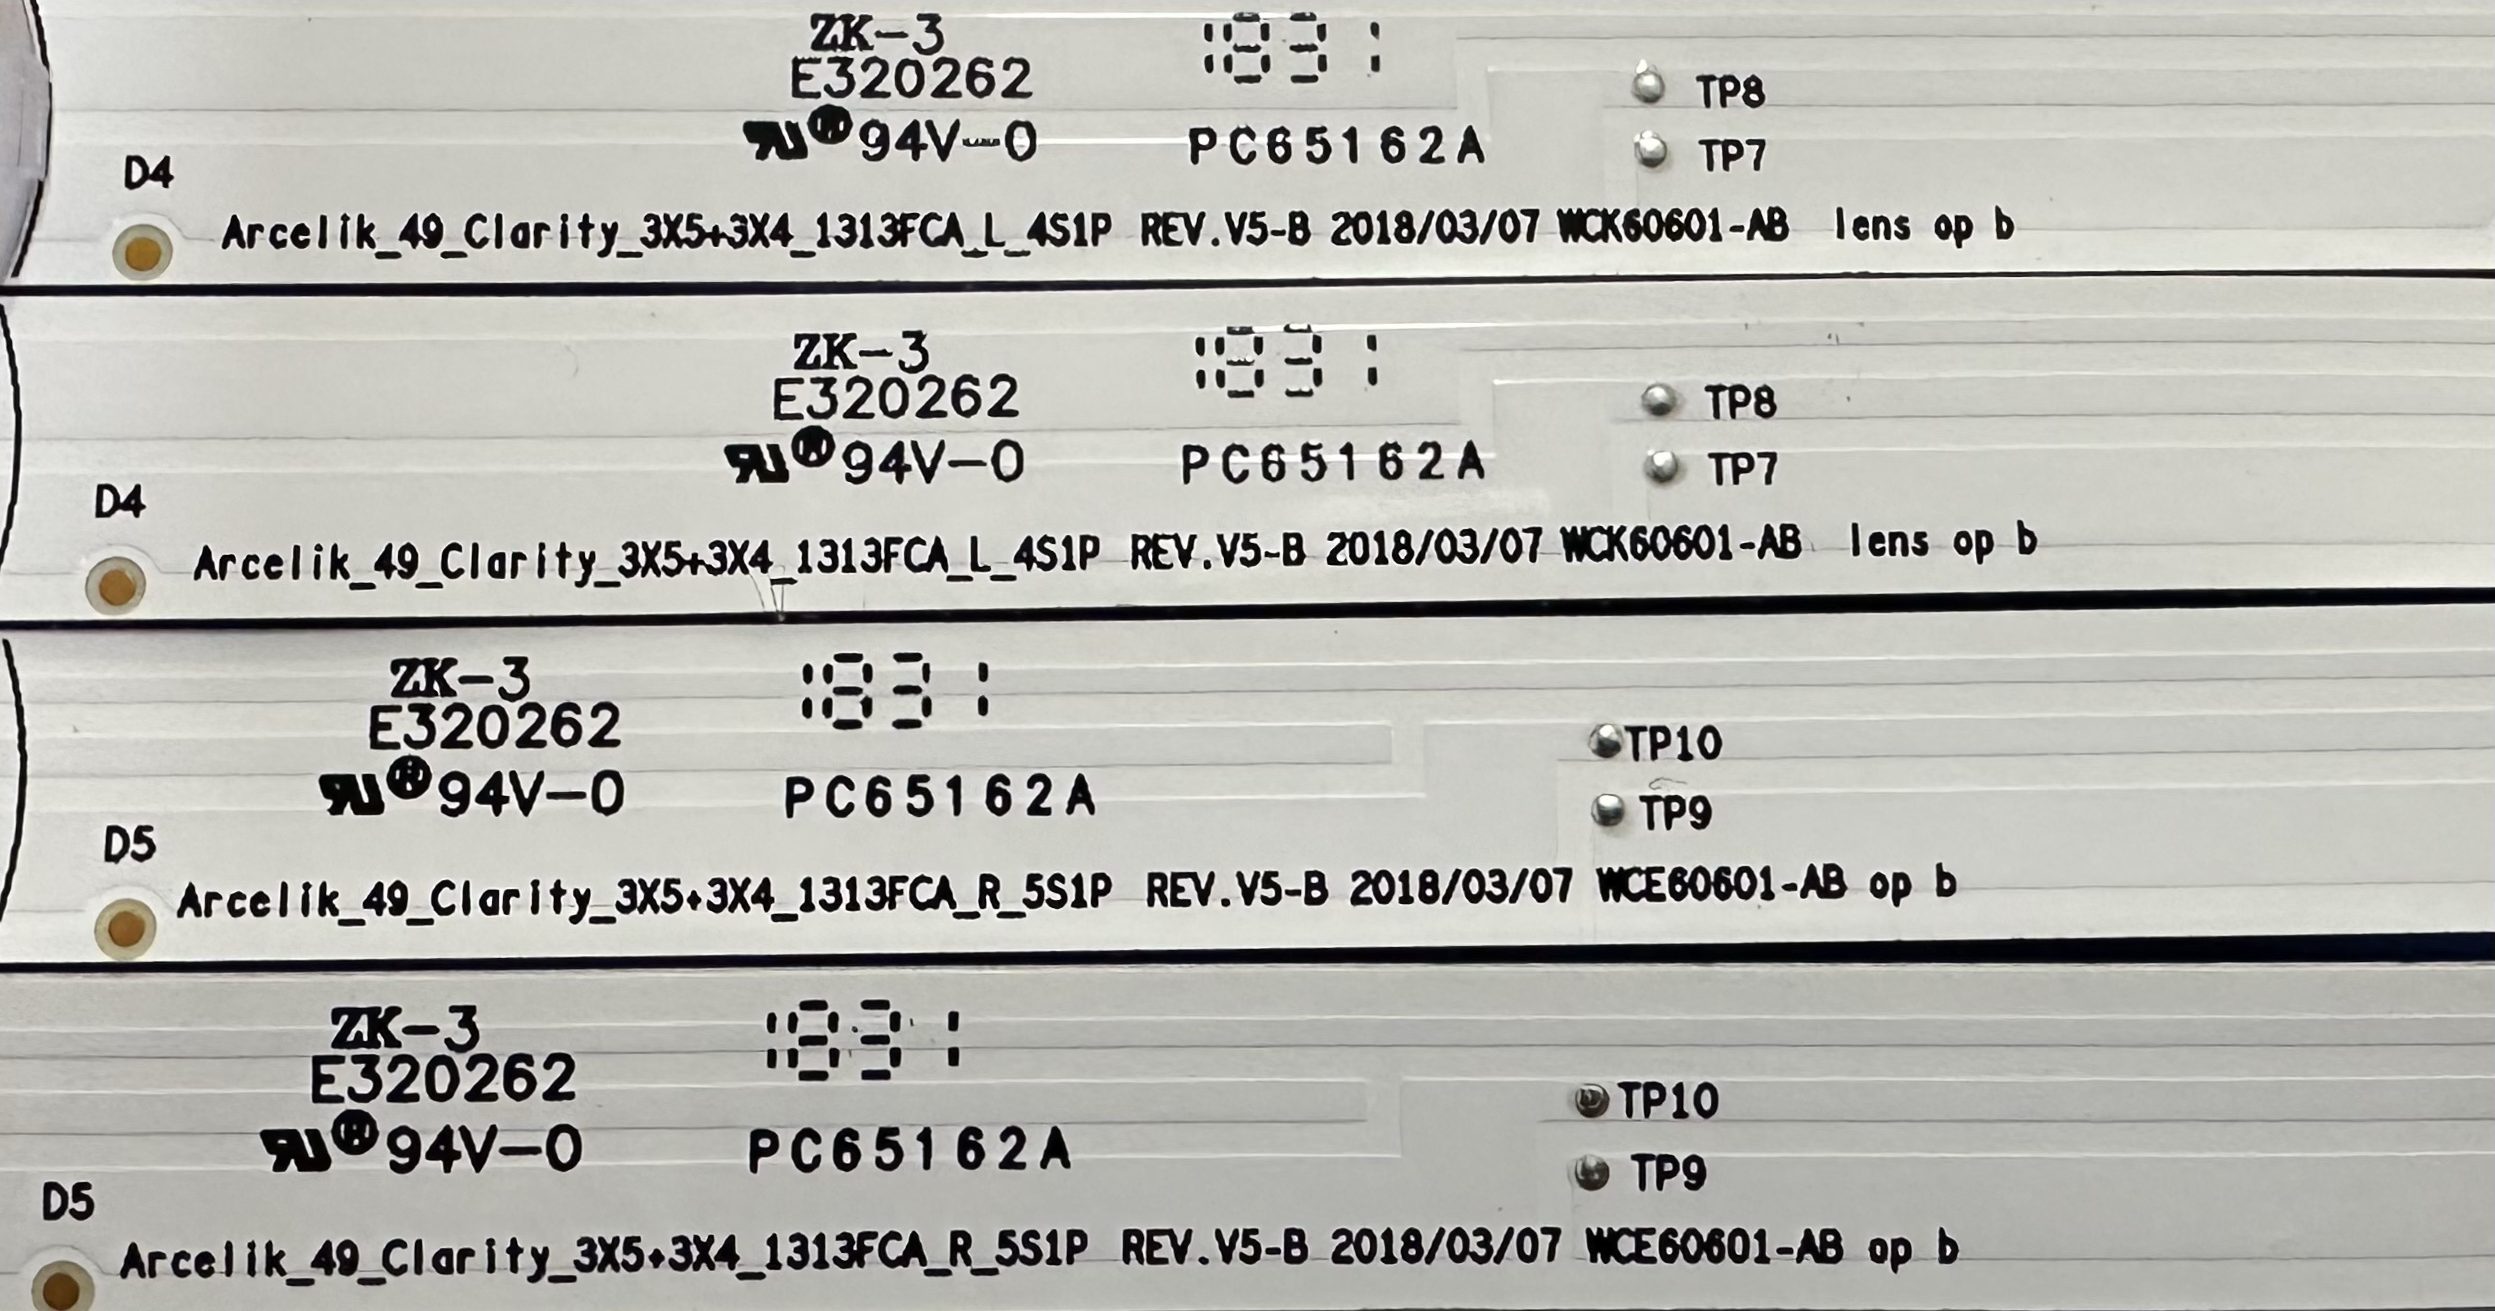 ZK-3
E320262
1831
94V-0
PC65162A
TP8
TP7
D4
Arcelik_49_Clarity_3X5+3X4_1313FCA_L_4S1P REV.V5-B 2018/03/07 WCK60601-AB lens op b
ZK-3
E320262
1831
94V-0
PC65162A
TP8
TP7
D4
Arcelik_49_Clarity_3X5+3X4_1313FCA_L_4S1P REV.V5-B 2018/03/07 WCK60601-AB lens op b
ZK-3
E320262
1831
94V-0
PC65162A
TP10
TP9
D5
Arcelik_49_Clarity_3X5+3X4_1313FCA_R_5S1P REV.V5-B 2018/03/07 WCE60601-AB op b
ZK-3
E320262
1831
94V-0
PC65162A
TP10
TP9
D5
Arcelik_49_Clarity_3X5+3X4_1313FCA_R_5S1P REV.V5-B 2018/03/07 WCE60601-AB op b